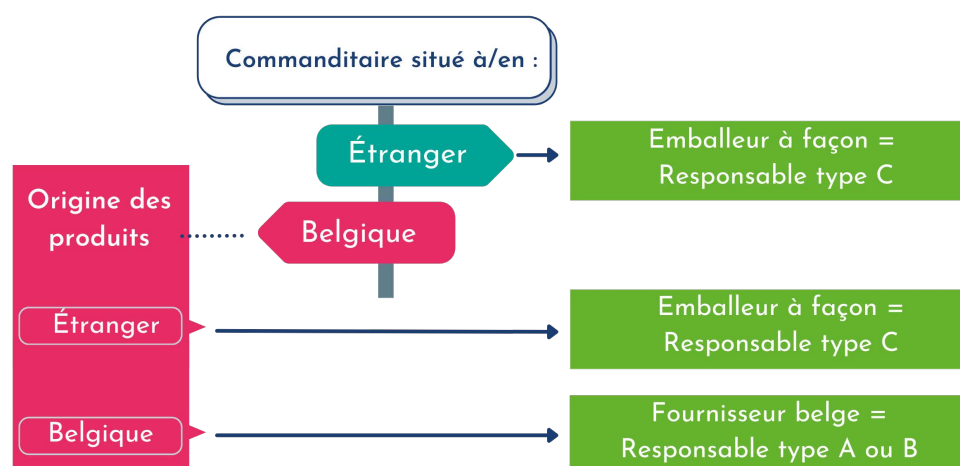 Commanditaire situé à/en :
Étranger
Emballeur à façon =
Responsable type C
Origine des
produits
Belgique
Étranger
Emballeur à façon =
Responsable type C
Belgique
Fournisseur belge =
Responsable type A ou B